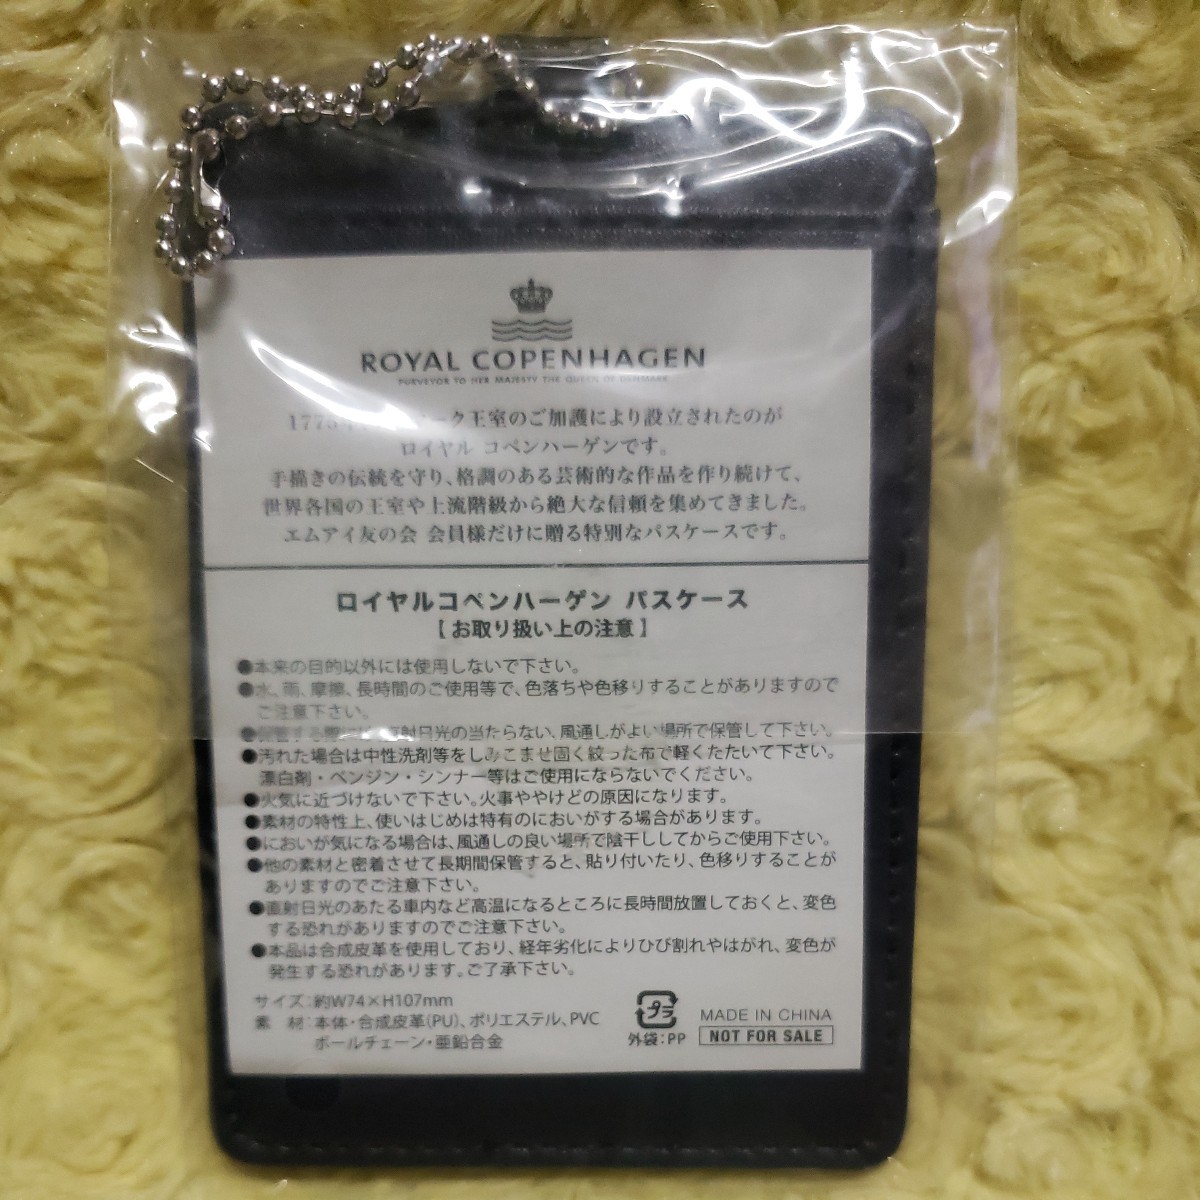 ROYAL COPENHAGEN
PURVEYOR TO HER MAJESTY THE QUEEN OF DENMARK
ーク王室のご加護により設立されたのが
ロイヤル コペンハーゲンです。
手描きの伝統を守り、格調のある芸術的な作品を作り続けて、
世界各国の王室や上流階級から絶大な信頼を集めてきました。
エムアイ友の会 会員様だけに贈る特別なパスケースです。
ロイヤルコペンハーゲン パスケース
【お取り扱い上の注意】
●本来の目的以外には使用しないで下さい。
●水、雨、摩擦、長時間のご使用等で、色落ちや色移りすることがありますので
ご注意下さい。
●保管する際は 直射日光の当たらない、風通しがよい場所で保管して下さい。
●汚れた場合は中性洗剤等をしみこませ固く絞った布で軽くたたいて下さい。
漂白剤・ベンジン・シンナー等はご使用にならないでください。
●火気に近づけないで下さい。火事ややけどの原因になります。
●素材の特性上、使いはじめは特有のにおいがする場合があります。
●においが気になる場合は、風通しの良い場所で陰干ししてからご使用下さい。
●他の素材と密着させて長期間保管すると、貼り付いたり、色移りすることが
ありますのでご注意下さい。
●直射日光のあたる車内など高温になるところに長時間放置しておくと、変色
する恐れがありますのでご注意下さい。
●本品は合成皮革を使用しており、経年劣化によりひび割れやはがれ、変色が
発生する恐れがあります。ご了承下さい。
サイズ：約W74×H107mm
素 材：本体・合成皮革(PU)、ポリエステル、PVC
ボールチェーン・亜鉛合金
プラ
外袋：PP
MADE IN CHINA
NOT FOR SALE